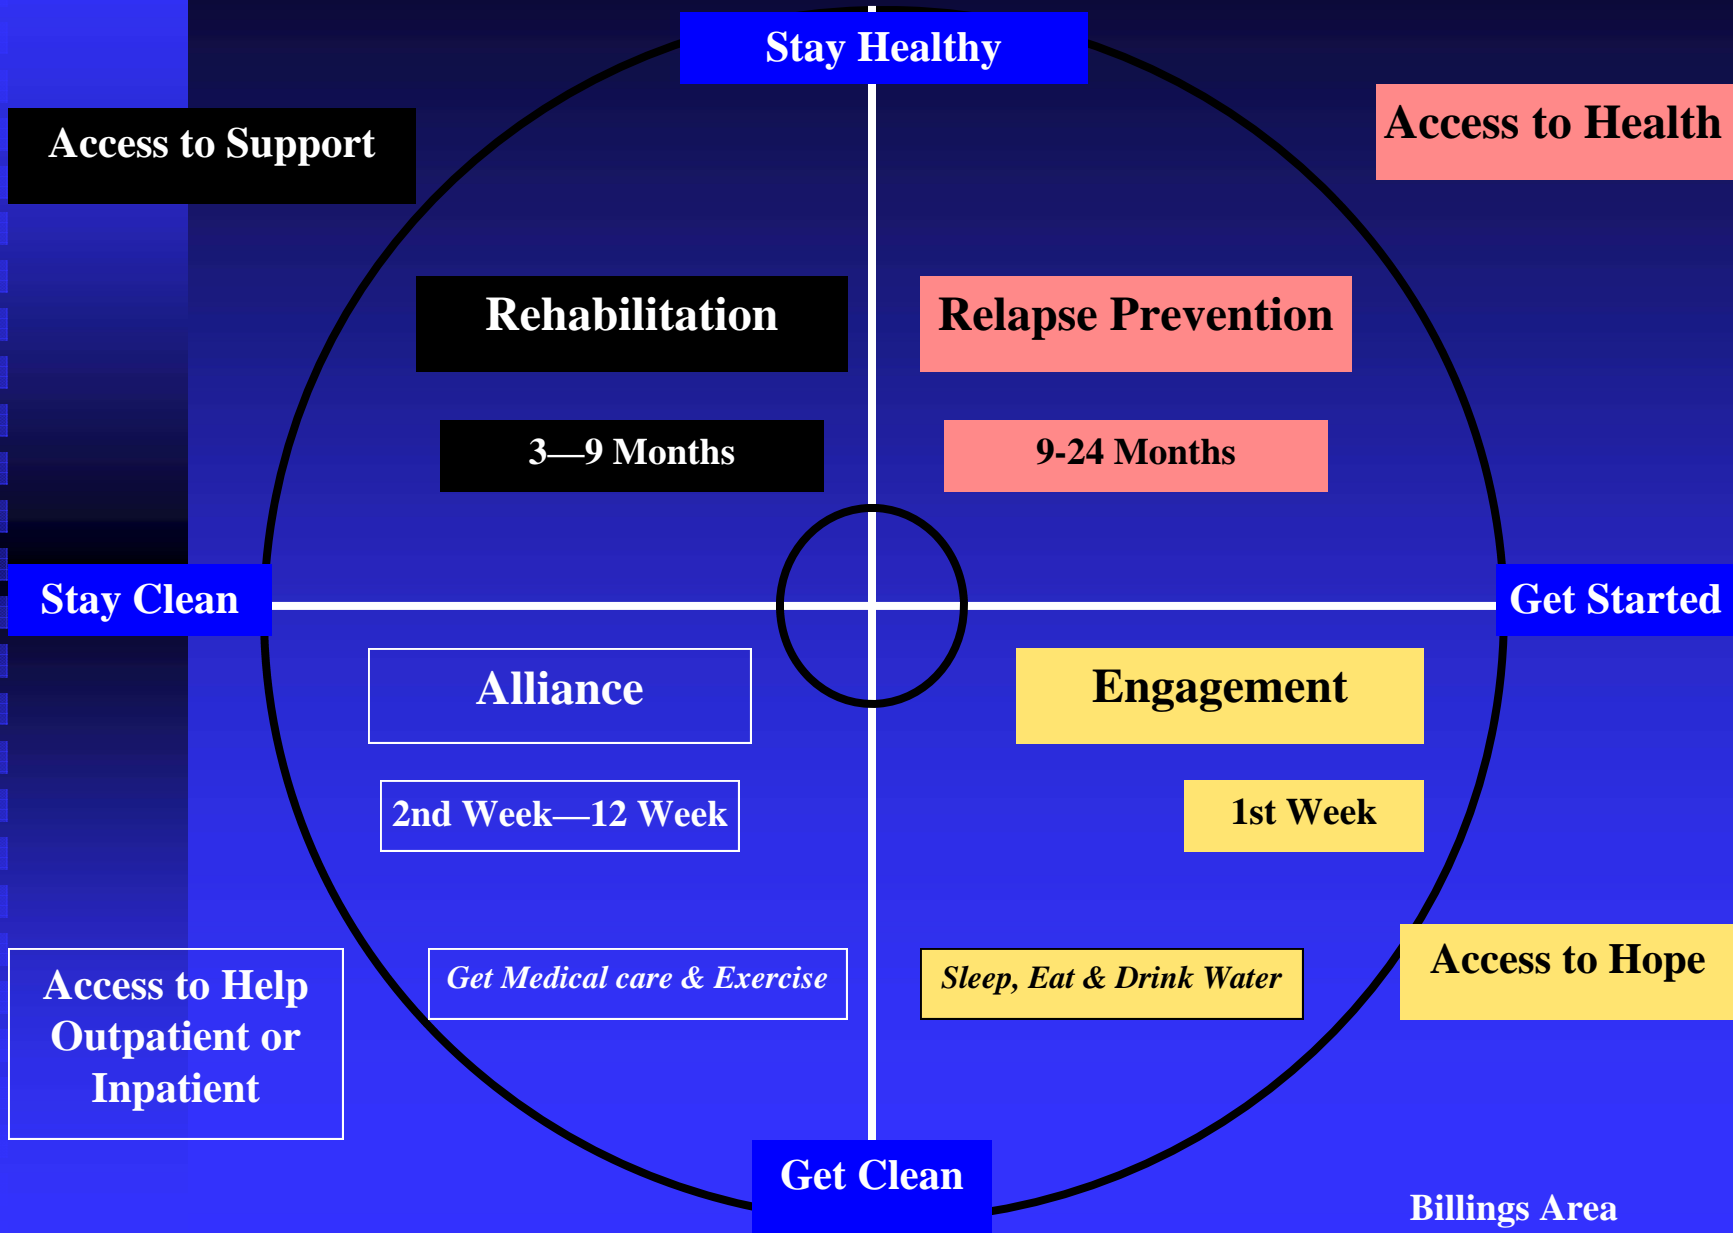 Stay Healthy
Access to Support
Access to Health
Rehabilitation
Relapse Prevention
3—9 Months
9-24 Months
Stay Clean
Get Started
Alliance
Engagement
2nd Week—12 Week
1st Week
Access to Help
Outpatient or
Inpatient
Get Medical care & Exercise
Sleep, Eat & Drink Water
Access to Hope
Get Clean
Billings Area